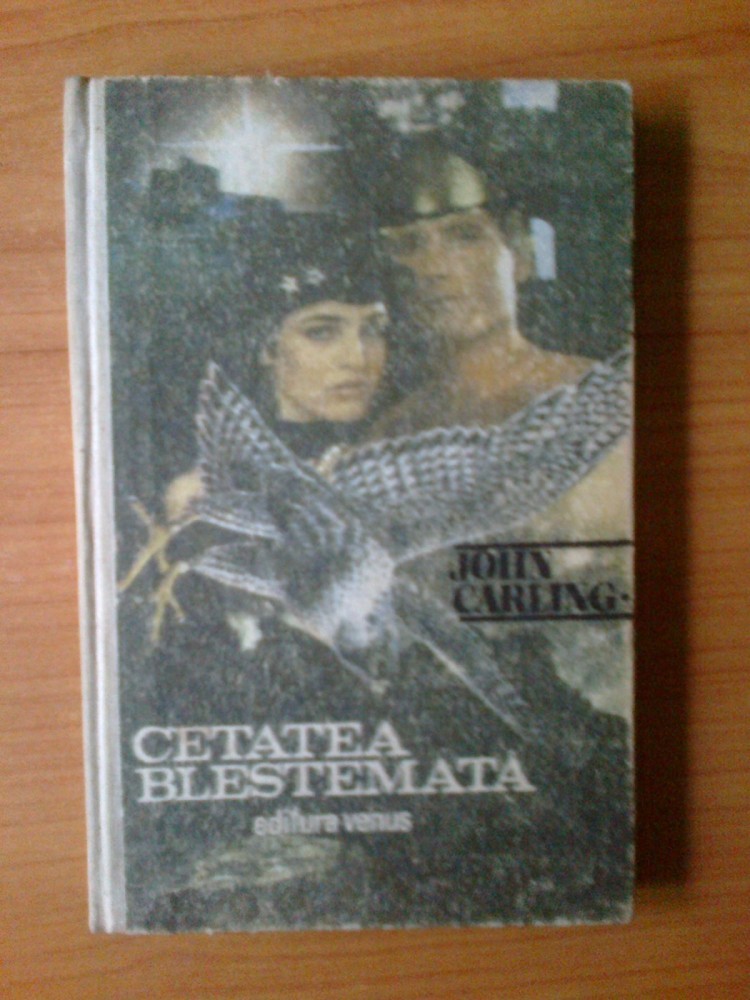 JOHN
CARLING·
CETATEA
BLESTEMATA
editura venus